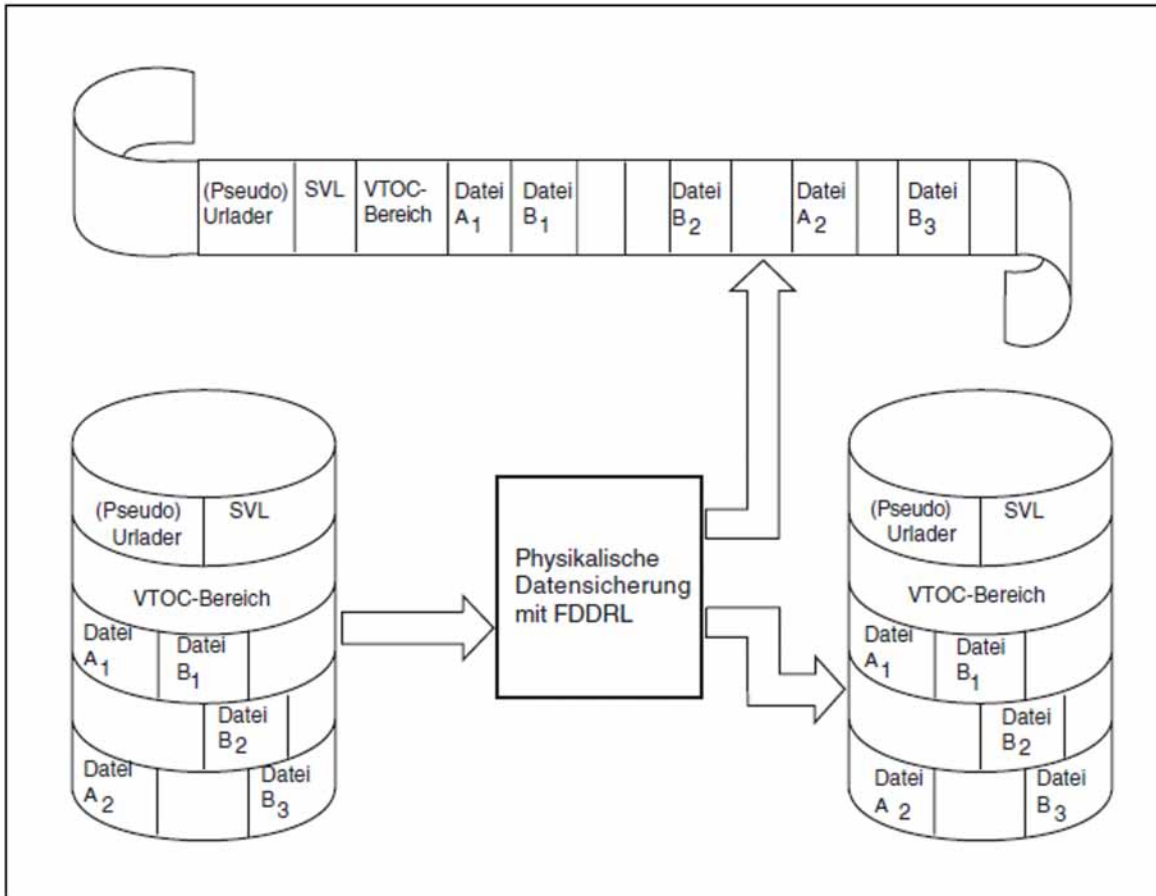 (Pseudo) Urlader
SVL
VTOC-
Bereich
Datei
A1
Datei
B1
Datei
B2
Datei
A2
Datei
B3
(Pseudo)
Urlader
SVL
VTOC-Bereich
Datei
A1
Datei
B1
Datei
B2
Datei
A2
Datei
B3
Physikalische
Datensicherung
mit FDDRL
(Pseudo)
Urlader
SVL
VTOC-Bereich
Datei
A1
Datei
B1
Datei
B2
Datei
A2
Datei
B3